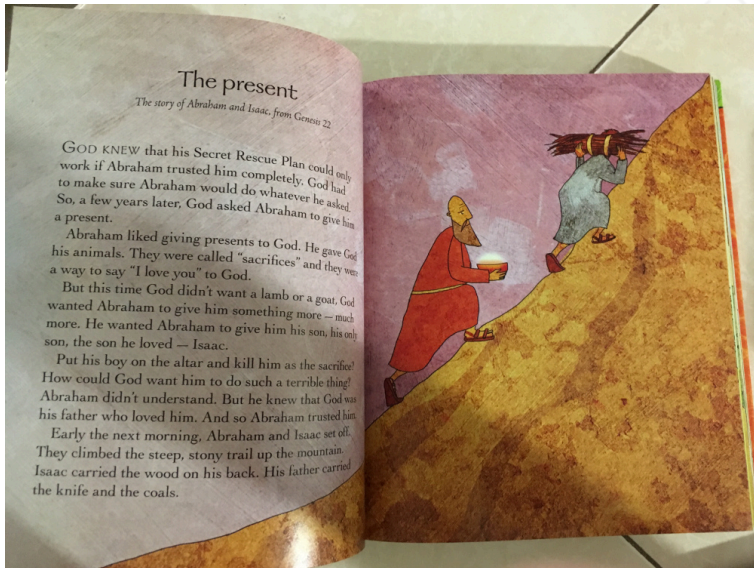 The present
The story of Abraham and Isaac, from Genesis 22
GOD KNEW that his Secret Rescue Plan could only
work if Abraham trusted him completely. God had
to make sure Abraham would do whatever he asked.
So, a few years later, God asked Abraham to give him
a present.
Abraham liked giving presents to God. He gave God
his animals. They were called "sacrifices" and they were
a way to say "I love you" to God.
But this time God didn't want a lamb or a goat, God
wanted Abraham to give him something more — much
more. He wanted Abraham to give him his son, his only
son, the son he loved — Isaac.
Put his boy on the altar and kill him as the sacrifice?
How could God want him to do such a terrible thing?
Abraham didn't understand. But he knew that God was
his father who loved him. And so Abraham trusted him.
Early the next morning, Abraham and Isaac set off.
They climbed the steep, stony trail up the mountain.
Isaac carried the wood on his back. His father carried
the knife and the coals.